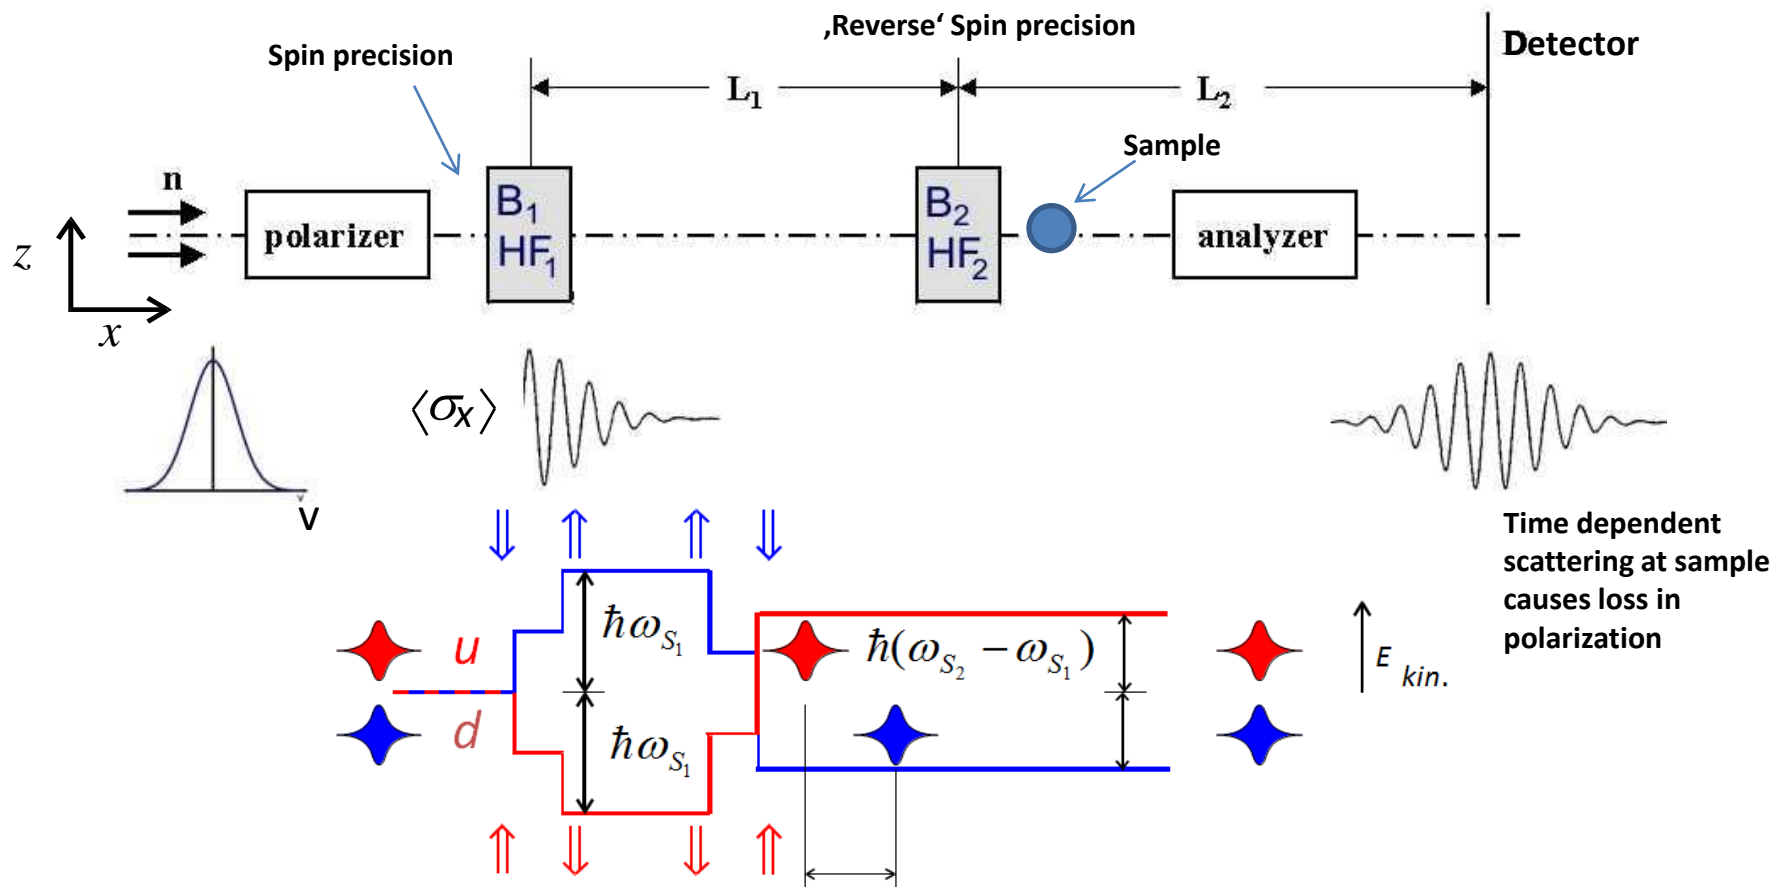 ‚Reverse‘ Spin precision
Spin precision
Detector
L1
L2
Sample
n
B1
HF1
B2
HF2
polarizer
analyzer
z
x
⟨σx⟩
v
Time dependent
scattering at sample
causes loss in
polarization
u
d
ħωS1
ħωS1
ħ(ωS2 − ωS1)
E kin.